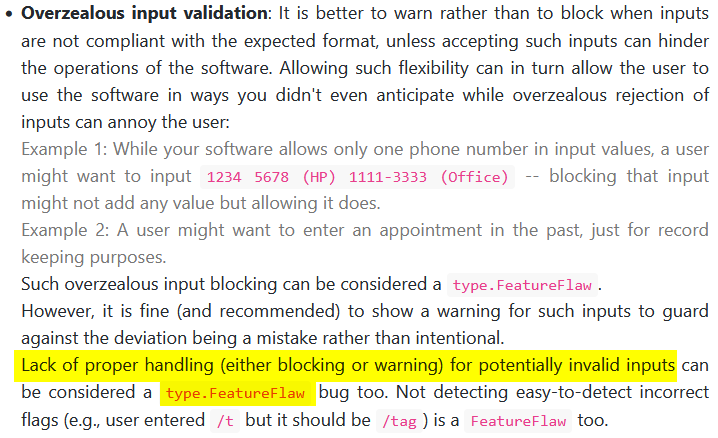 • Overzealous input validation: It is better to warn rather than to block when inputs
are not compliant with the expected format, unless accepting such inputs can hinder
the operations of the software. Allowing such flexibility can in turn allow the user to
use the software in ways you didn't even anticipate while overzealous rejection of
inputs can annoy the user:
Example 1: While your software allows only one phone number in input values, a user
might want to input 1234 5678 (HP) 1111-3333 (Office) -- blocking that input
might not add any value but allowing it does.
Example 2: A user might want to enter an appointment in the past, just for record
keeping purposes.
Such overzealous input blocking can be considered a type.FeatureFlaw.
However, it is fine (and recommended) to show a warning for such inputs to guard
against the deviation being a mistake rather than intentional.
Lack of proper handling (either blocking or warning) for potentially invalid inputs can
be considered a type.FeatureFlaw bug too. Not detecting easy-to-detect incorrect
flags (e.g., user entered /t but it should be /tag) is a FeatureFlaw too.